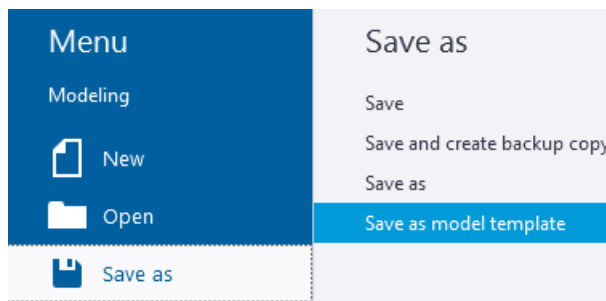 Menu
Modeling
New
Open
Save as
Save as
Save
Save and create backup copy
Save as
Save as model template